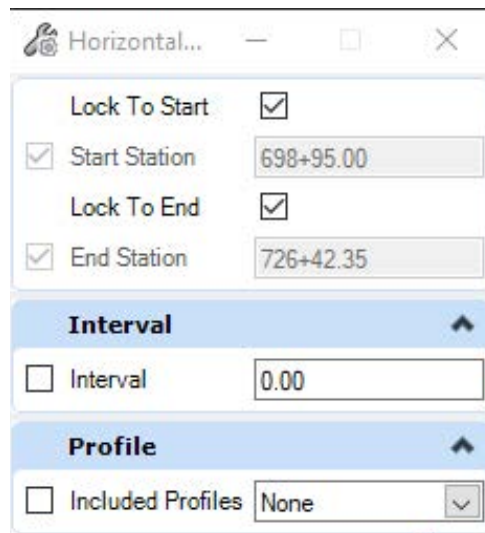 Horizontal...
Lock To Start
Start Station 698+95.00
Lock To End
End Station 726+42.35
Interval
Interval 0.00
Profile
Included Profiles None